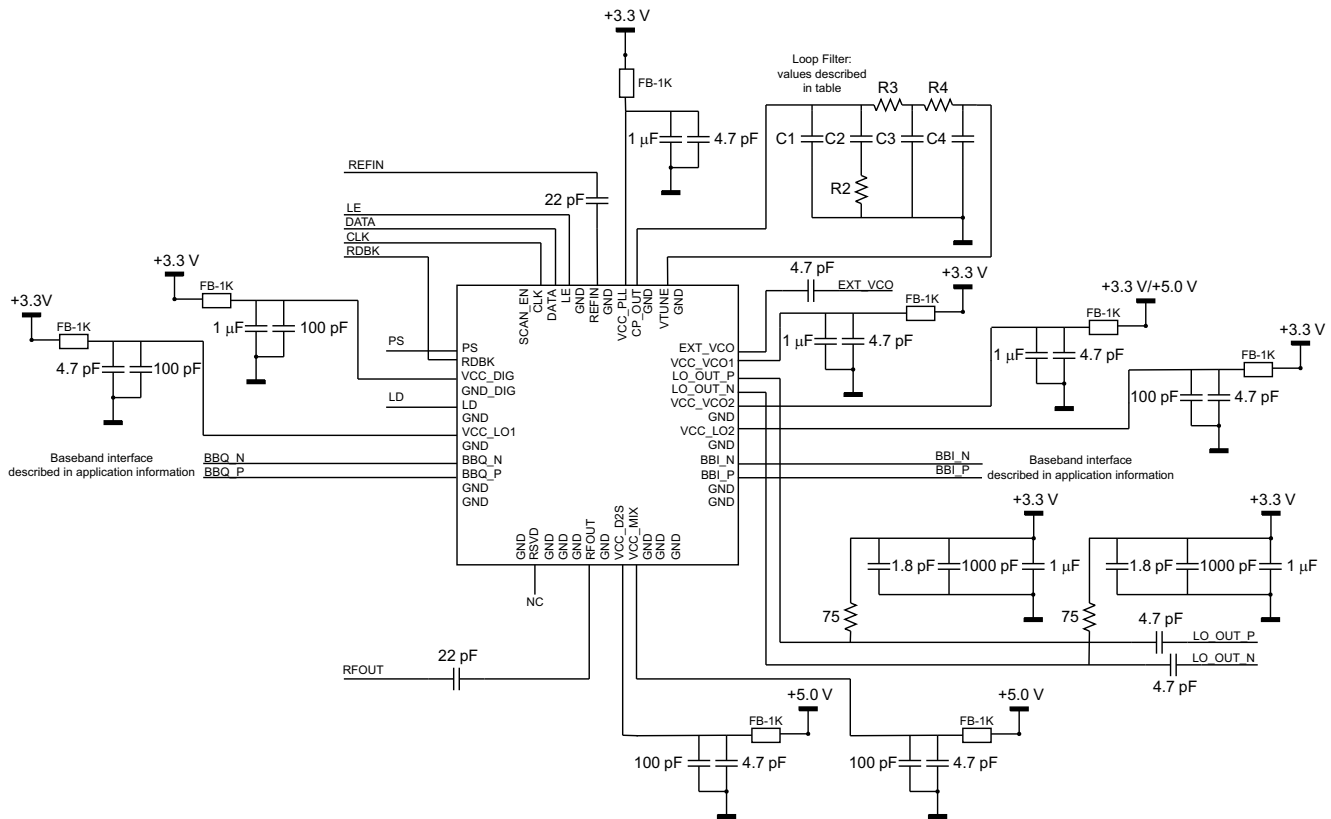 +3.3 V
FB-1K
1 μF
4.7 pF
Loop Filter:
values described
in table
R3
R4
C1
C2
C3
C4
R2
REFIN
22 pF
LE
DATA
CLK
RDBK
+3.3 V
FB-1K
1 μF
100 pF
+3.3V
FB-1K
4.7 pF
100 pF
PS
LD
Baseband interface
described in application information
BBQ_N
BBQ_P
SCAN_EN
CLK
DATA
LE
GND
REFIN
GND
VCC_PLL
CP_OUT
GND
VTUNE
GND
PS
RDBK
VCC_DIG
GND_DIG
LD
GND
VCC_LO1
GND
BBQ_N
BBQ_P
GND
GND
EXT_VCO
VCC_VCO1
LO_OUT_P
LO_OUT_N
VCC_VCO2
GND
VCC_LO2
GND
BBI_N
BBI_P
GND
GND
GND
RSVD
GND
GND
GND
RFOUT
GND
VCC_D2S
VCC_MIX
GND
GND
GND
4.7 pF
EXT_VCO
+3.3 V
FB-1K
1 μF
4.7 pF
+3.3 V/+5.0 V
FB-1K
1 μF
4.7 pF
+3.3 V
FB-1K
100 pF
4.7 pF
BBI_N
BBI_P
Baseband interface
described in application information
+3.3 V
1.8 pF
1000 pF
1 μF
75
+3.3 V
1.8 pF
1000 pF
1 μF
75
4.7 pF
LO_OUT_P
LO_OUT_N
4.7 pF
NC
RFOUT
22 pF
+5.0 V
FB-1K
100 pF
4.7 pF
+5.0 V
FB-1K
100 pF
4.7 pF